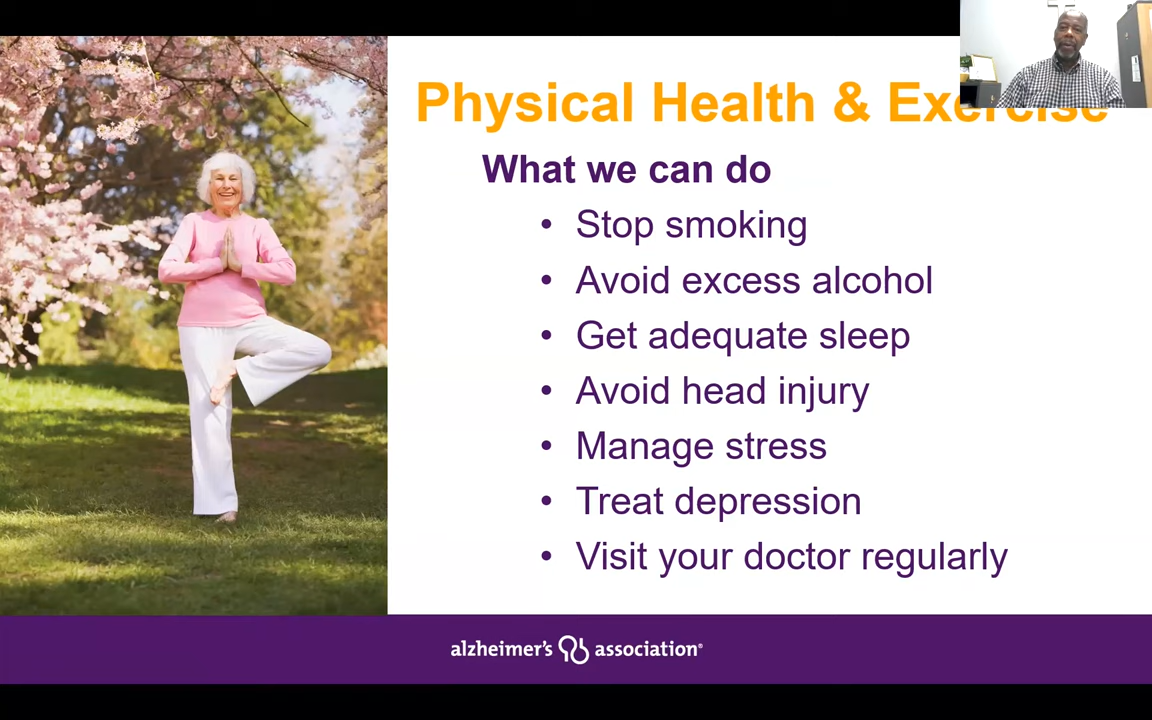 Physical Health & Exercise
What we can do
• Stop smoking
• Avoid excess alcohol
• Get adequate sleep
• Avoid head injury
• Manage stress
• Treat depression
• Visit your doctor regularly
alzheimer's association®